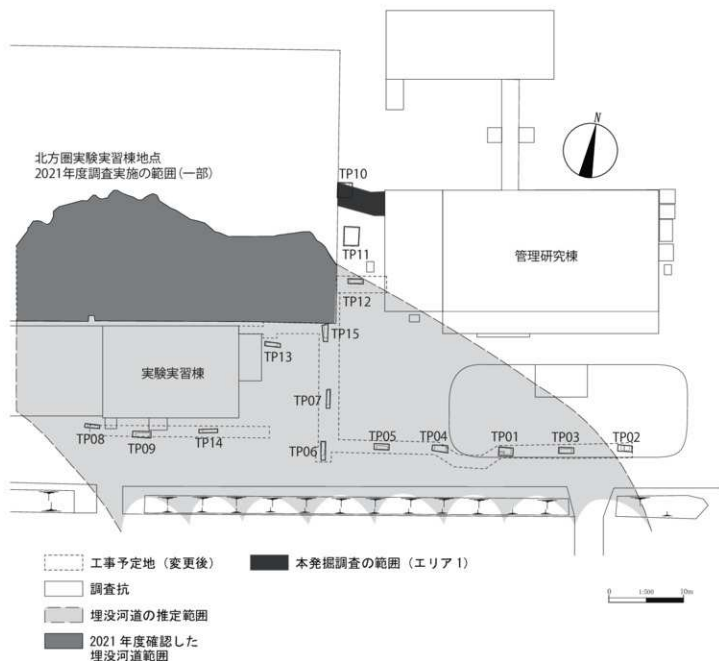 北方圏実験実習棟地点
2021年度調査実施の範囲(一部)
N
TP10
管理研究棟
TP11
TP12
TP15
TP13
実験実習棟
TP07
TP08
TP09
TP14
TP06
TP05
TP04
TP01
TP03
TP02
工事予定地（変更後）
本発掘調査の範囲（エリア1）
調査抗
埋没河道の推定範囲
2021年度確認した
埋没河道範囲
0 1:500 10m